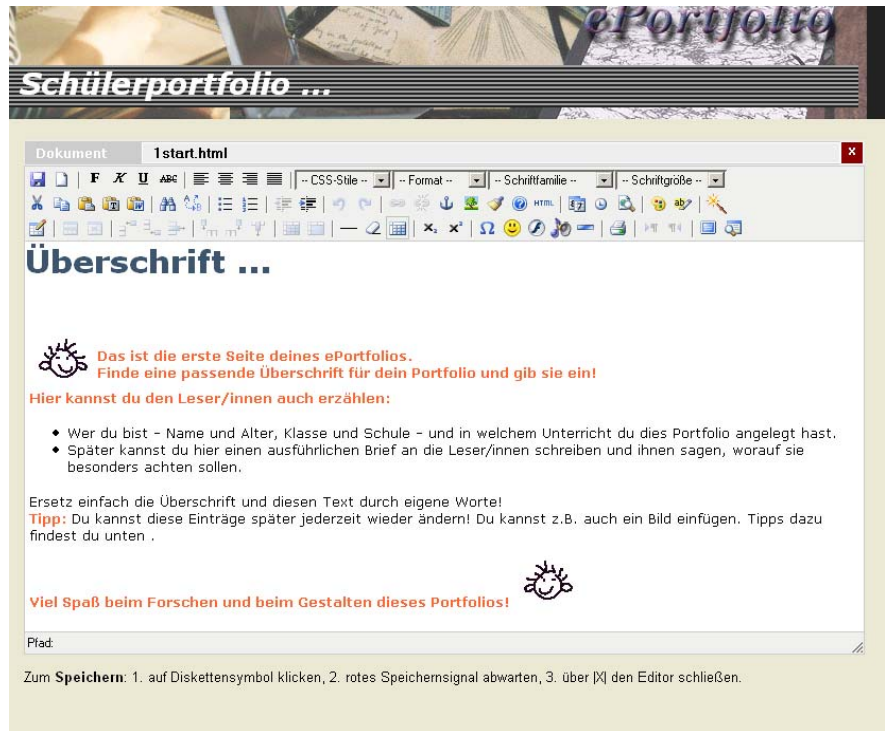 ePortfolio
Schülerportfolio ...
Dokument 1start.html x
F K U ABC -- CSS-Stile -- -- Format -- -- Schriftfamilie -- -- Schriftgröße --
HTML
Überschrift ...
Das ist die erste Seite deines ePortfolios.
Finde eine passende Überschrift für dein Portfolio und gib sie ein!
Hier kannst du den Leser/innen auch erzählen:
• Wer du bist – Name und Alter, Klasse und Schule – und in welchem Unterricht du dies Portfolio angelegt hast.
• Später kannst du hier einen ausführlichen Brief an die Leser/innen schreiben und ihnen sagen, worauf sie
besonders achten sollen.
Ersetz einfach die Überschrift und diesen Text durch eigene Worte!
Tipp: Du kannst diese Einträge später jederzeit wieder ändern! Du kannst z.B. auch ein Bild einfügen. Tipps dazu
findest du unten .
Viel Spaß beim Forschen und beim Gestalten dieses Portfolios!
Pfad:
Zum Speichern: 1. auf Diskettensymbol klicken, 2. rotes Speichernsignal abwarten, 3. über |X| den Editor schließen.